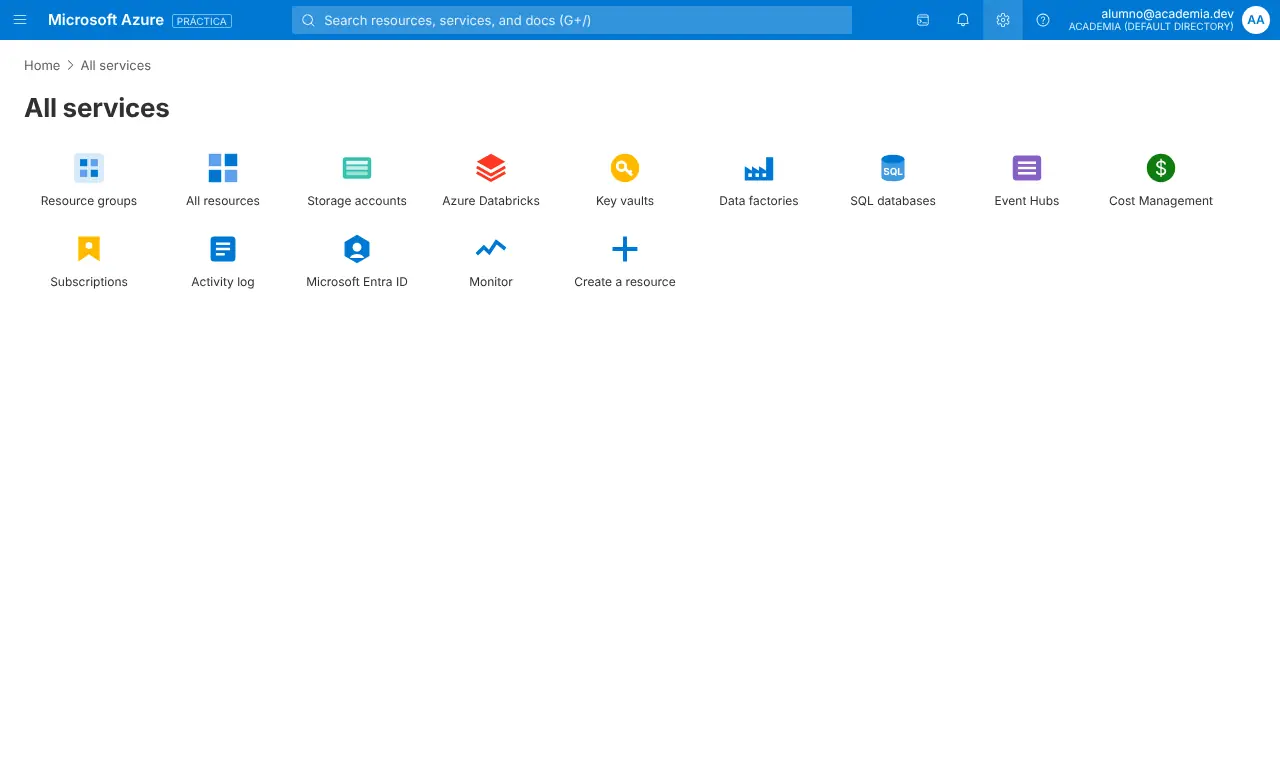 Microsoft Azure PRÁCTICA
Search resources, services, and docs (G+/)
alumno@academia.dev
ACADEMIA (DEFAULT DIRECTORY)
AA
Home > All services
All services
Resource groups
All resources
Storage accounts
Azure Databricks
Key vaults
Data factories
SQL
SQL databases
Event Hubs
$
Cost Management
Subscriptions
Activity log
Microsoft Entra ID
Monitor
Create a resource